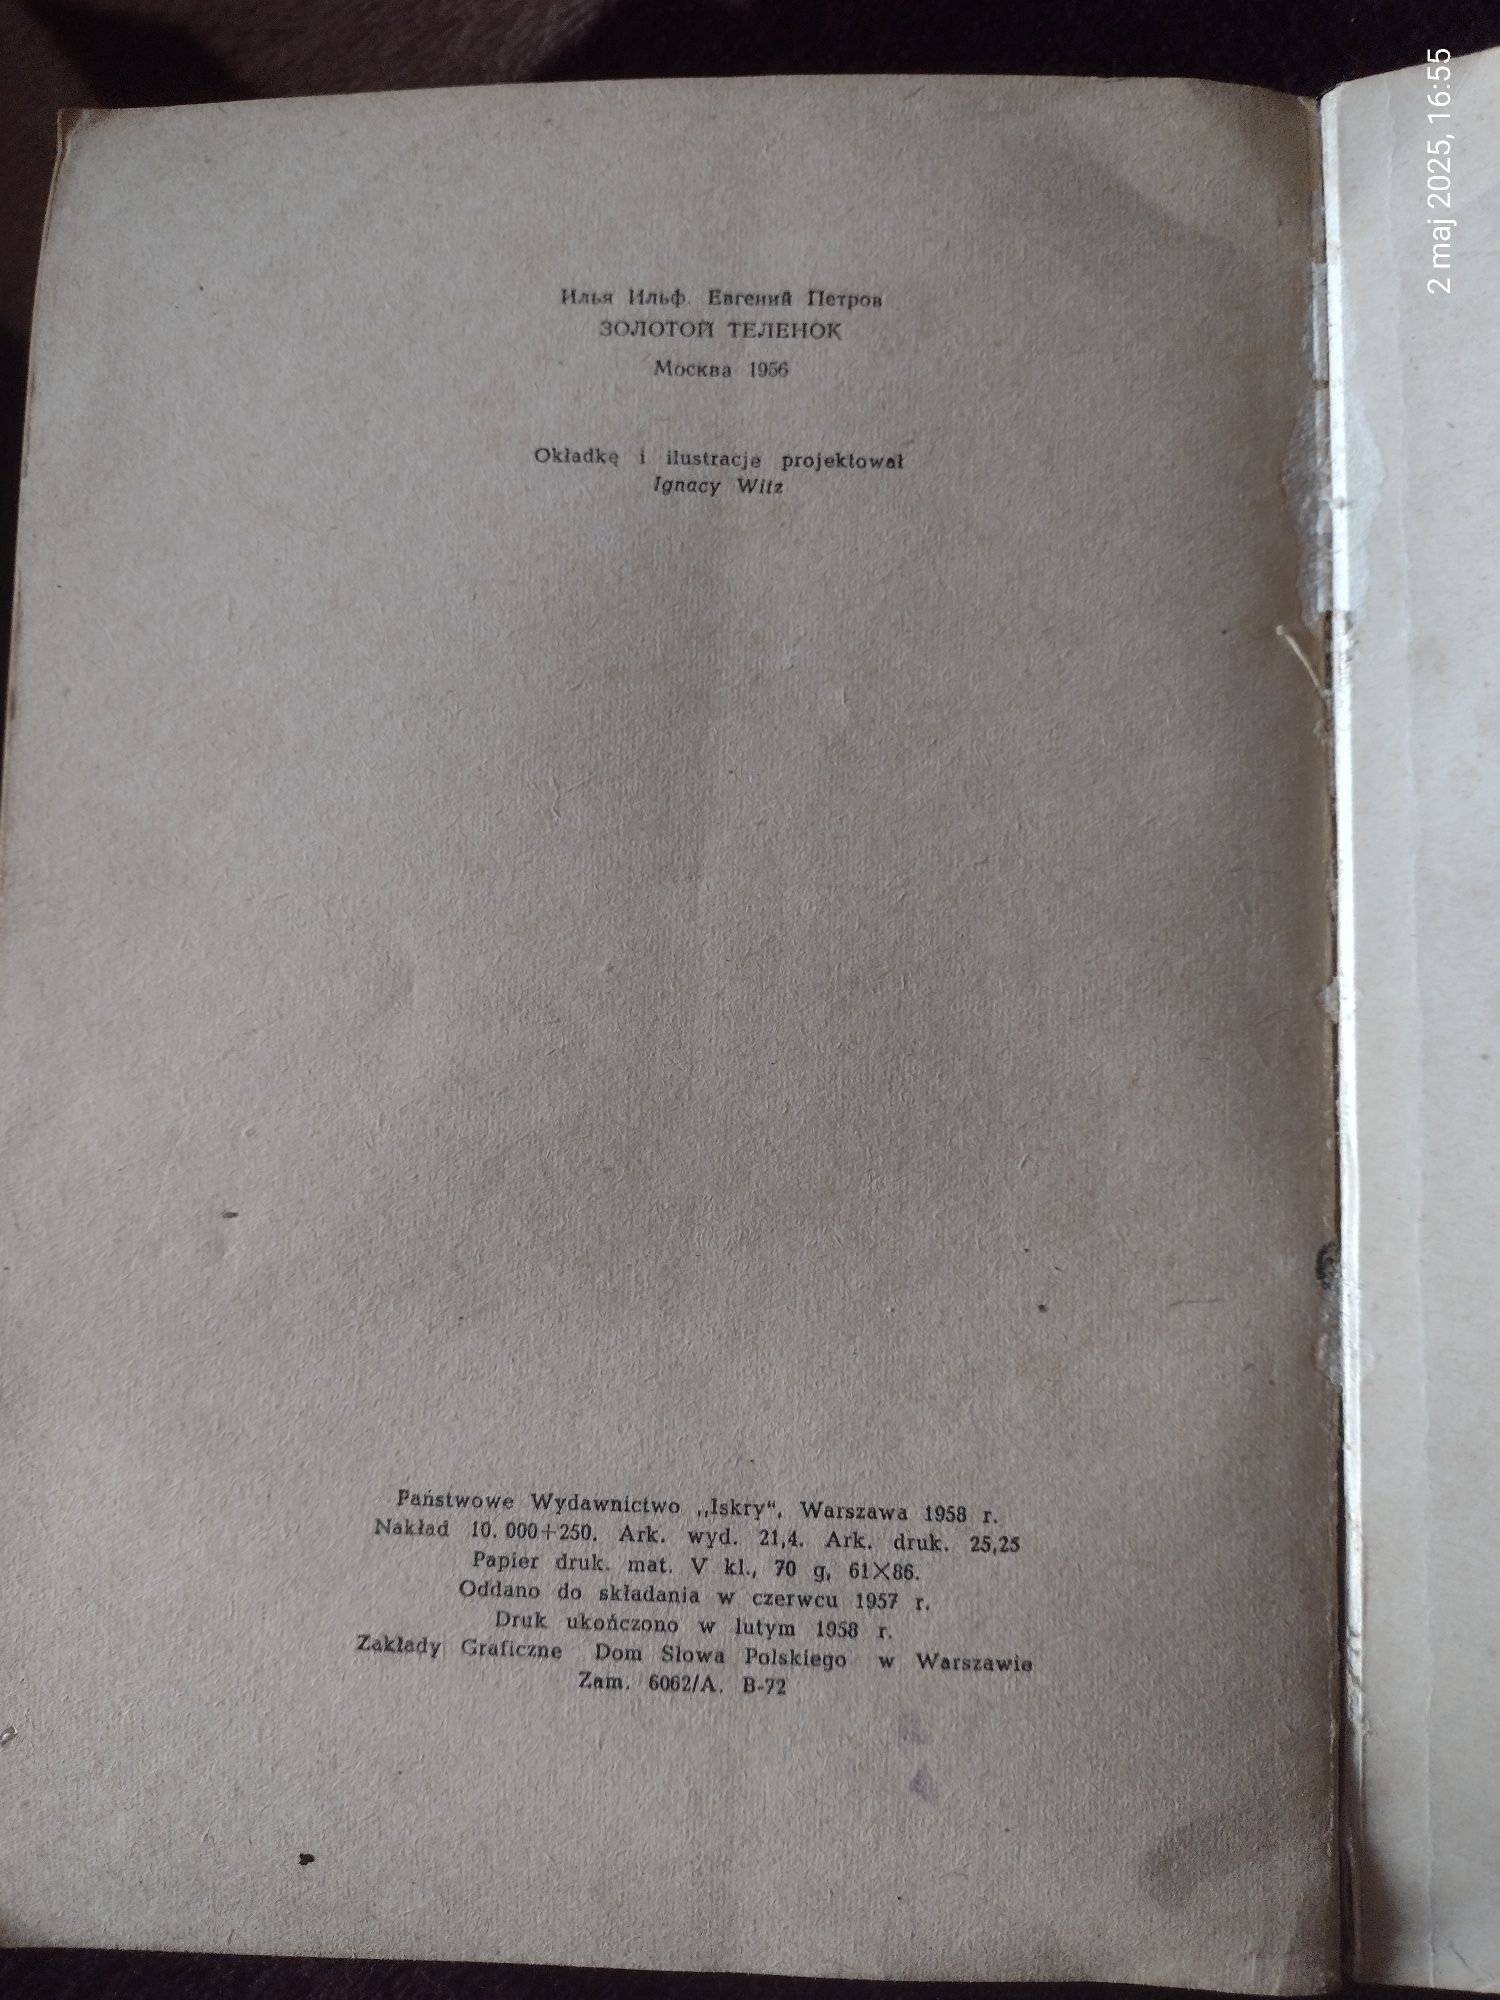 Илья Ильф. Евгений Петров
ЗОЛОТОЙ ТЕЛЕНОК
Москва 1956
Okładkę i ilustracje projektował
Ignacy Witz
Państwowe Wydawnictwo „Iskry“, Warszawa 1958 r.
Nakład 10.000+250. Ark. wyd. 21,4. Ark. druk. 25,25
Papier druk. mat. V kl., 70 g, 61×86.
Oddano do składania w czerwcu 1957 r.
Druk ukończono w lutym 1958 r.
Zakłady Graficzne Dom Słowa Polskiego w Warszawie
Zam. 6062/A. B-72
2 maj 2025, 16:55